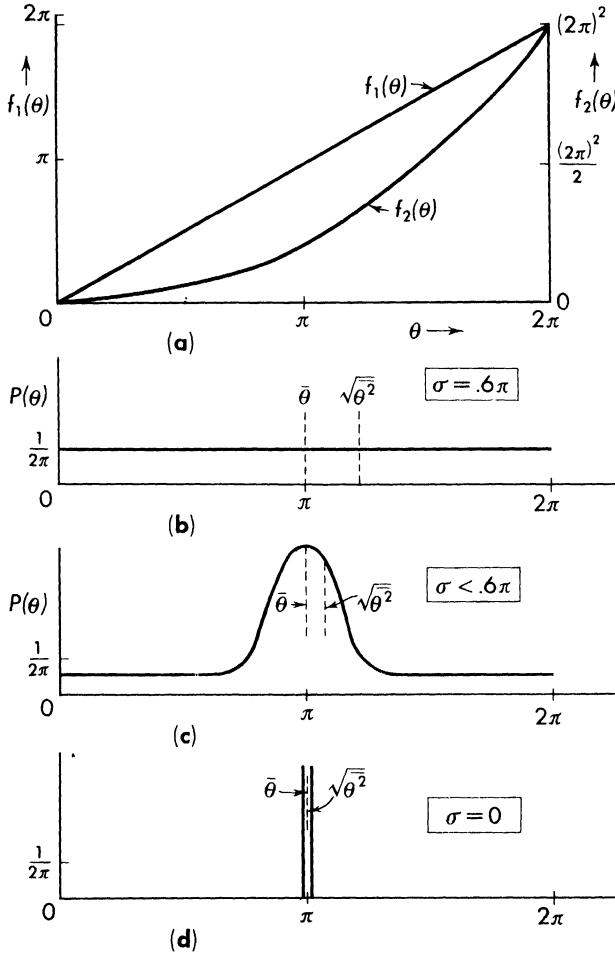 2π
(2π)²
f₁(θ)
f₁(θ)
f₂(θ)
π
(2π)²
2
f₂(θ)
0
0
π
θ
2π
(a)
P(θ)
θ̄
√θ̄²
σ = .6π
1
2π
0
π
2π
(b)
P(θ)
θ̄
√θ̄²
σ < .6π
1
2π
0
π
2π
(c)
θ̄
√θ̄²
σ = 0
1
2π
0
π
2π
(d)